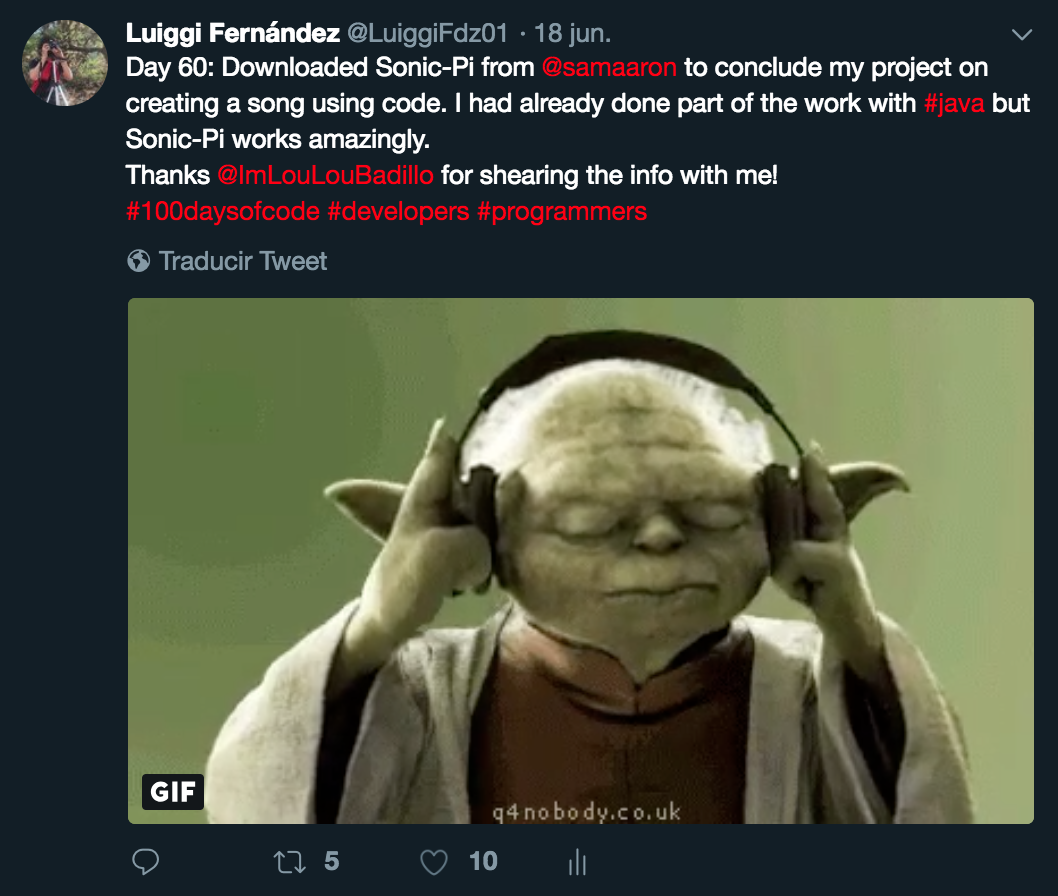 Luiggi Fernández @LuiggiFdz01 · 18 jun.
Day 60: Downloaded Sonic-Pi from @samaaron to conclude my project on
creating a song using code. I had already done part of the work with #java but
Sonic-Pi works amazingly.
Thanks @ImLouLouBadillo for shearing the info with me!
#100daysofcode #developers #programmers
Traducir Tweet
GIF
q4nobody.co.uk
5 10